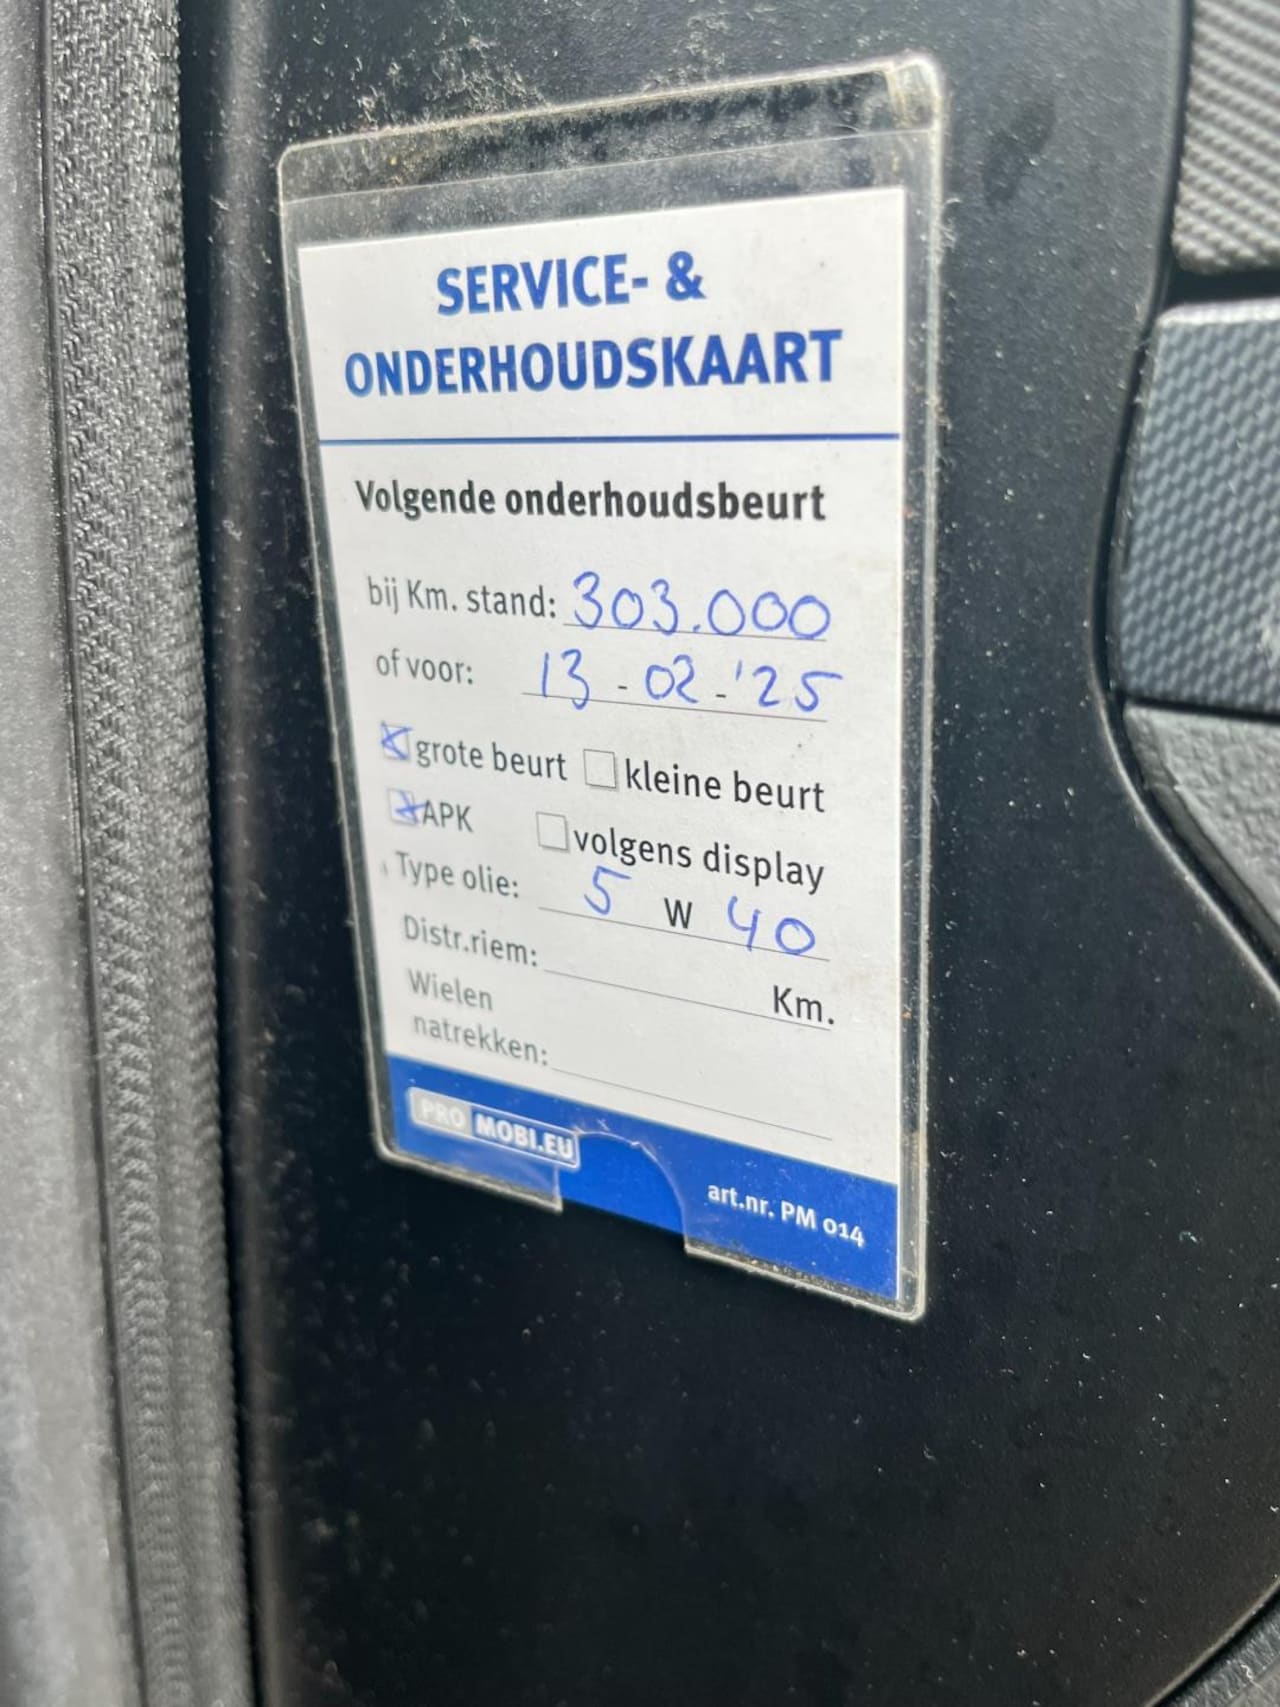 SERVICE- &
ONDERHOUDSKAART
Volgende onderhoudsbeurt
bij Km. stand: 303.000
of voor: 13 - 02 - '25
grote beurt kleine beurt
APK volgens display
Type olie: 5 W 40
Distr.riem: Km.
Wielen
natrekken:
PRO MOBI.EU
art.nr. PM 014